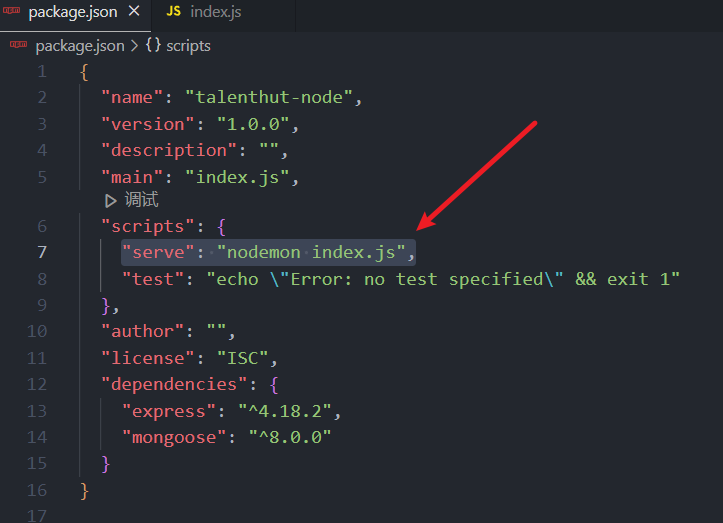 package.json × JS index.js
package.json > {} scripts
1 {
2 "name": "talenthut-node",
3 "version": "1.0.0",
4 "description": "",
5 "main": "index.js",
调试
6 "scripts": {
7 "serve": "nodemon index.js",
8 "test": "echo \"Error: no test specified\" && exit 1"
9 },
10 "author": "",
11 "license": "ISC",
12 "dependencies": {
13 "express": "^4.18.2",
14 "mongoose": "^8.0.0"
15 }
16 }
17